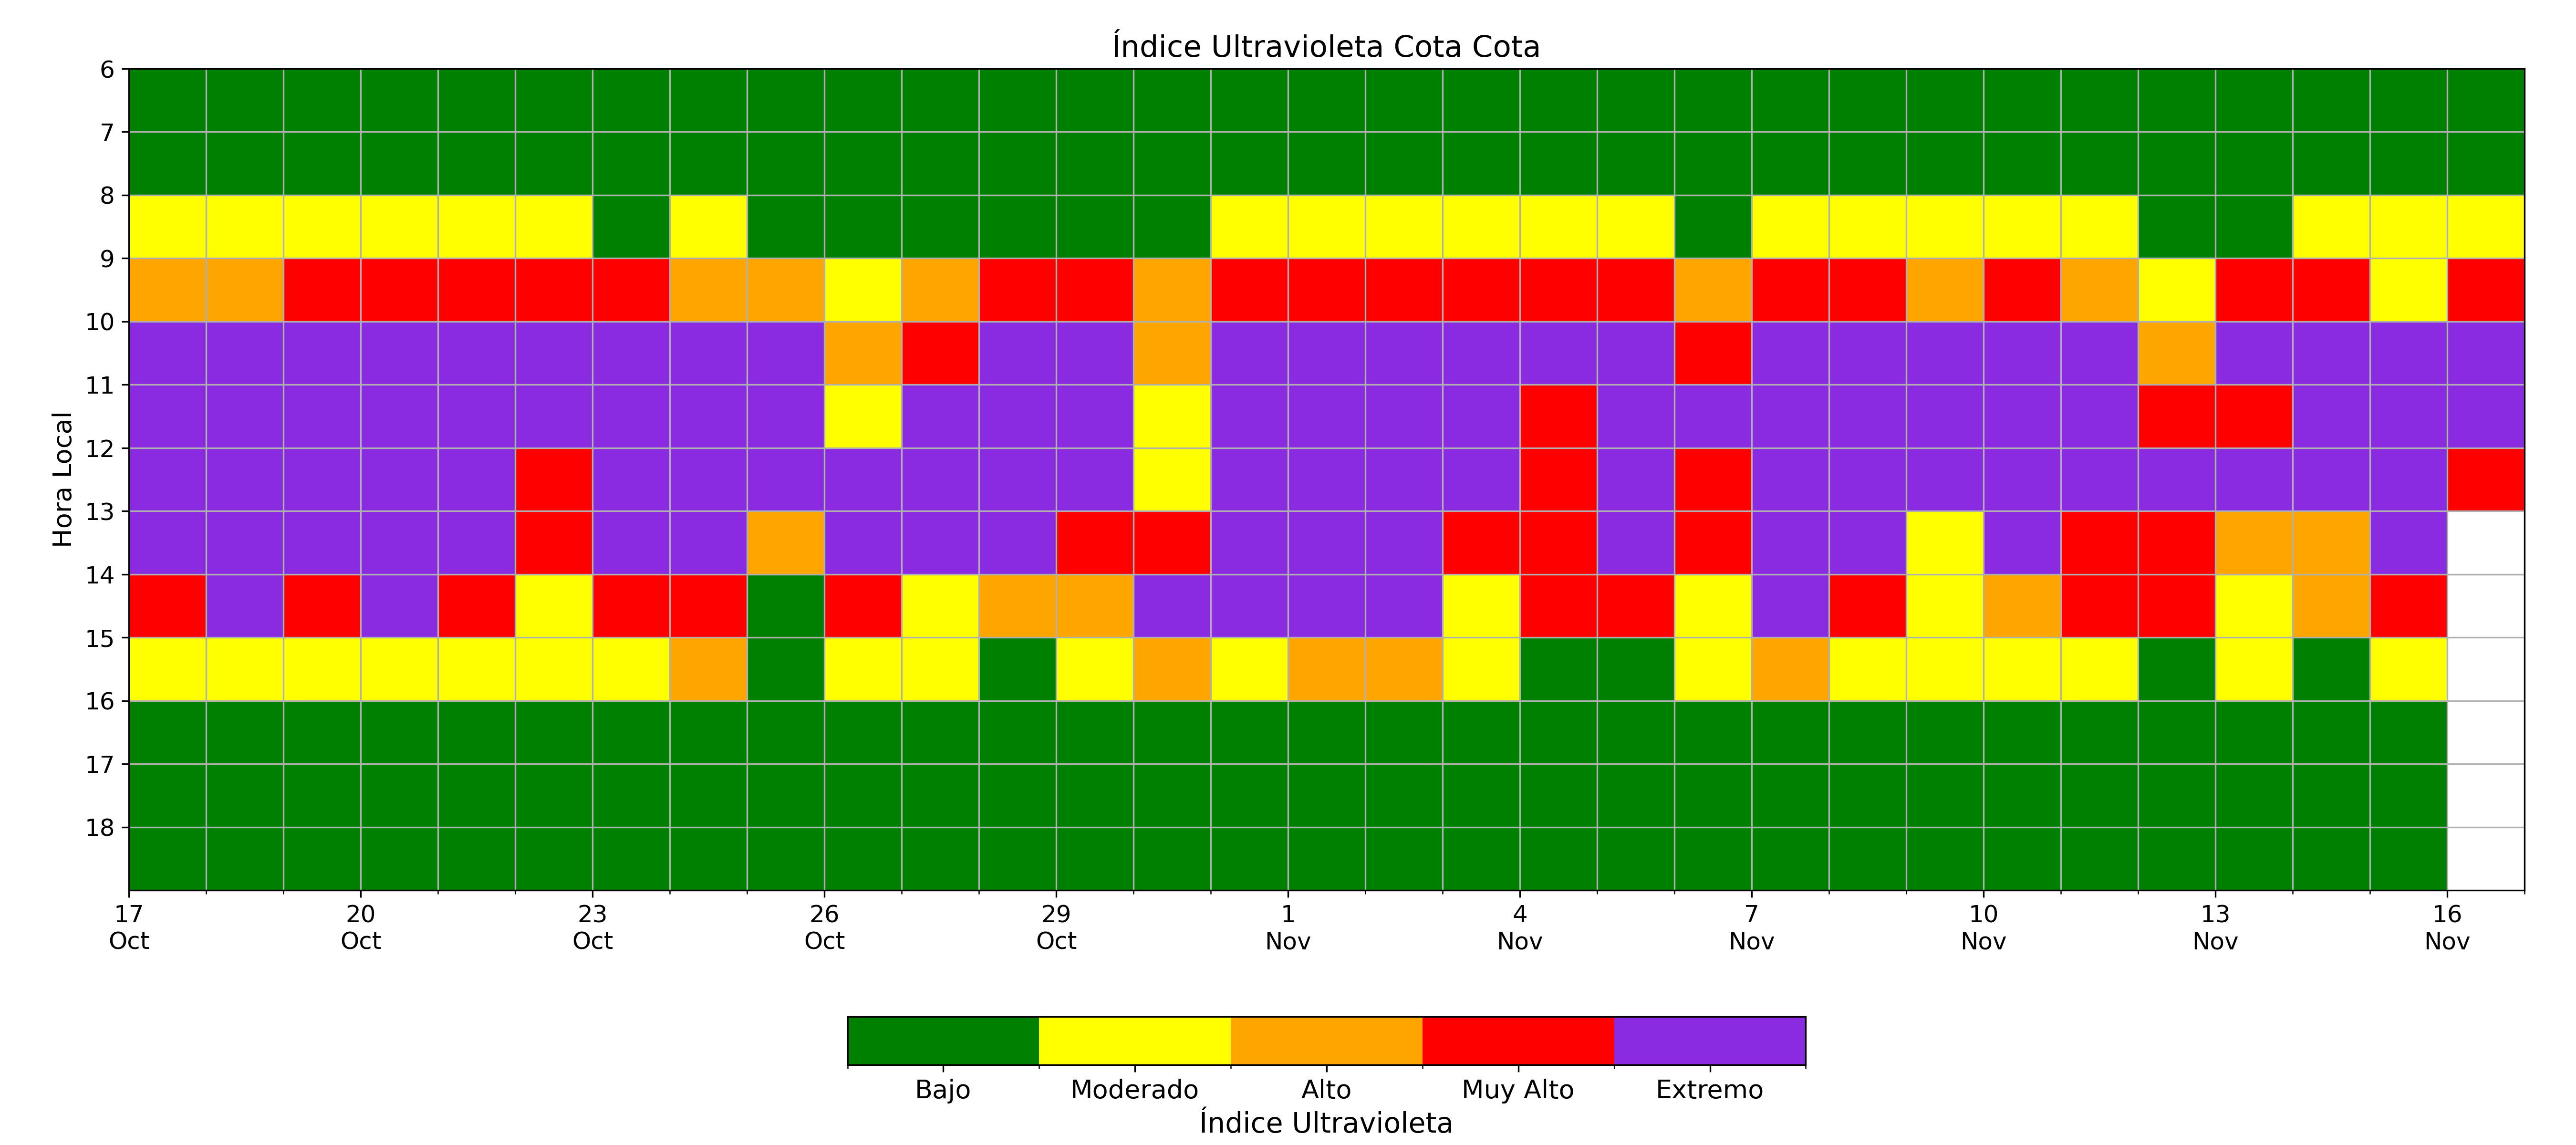 Índice Ultravioleta Cota Cota
Hora Local
6
7
8
9
10
11
12
13
14
15
16
17
18
17 20 23 26 29 1 4 7 10 13 16
Oct Oct Oct Oct Oct Nov Nov Nov Nov Nov Nov
Bajo Moderado Alto Muy Alto Extremo
Índice Ultravioleta